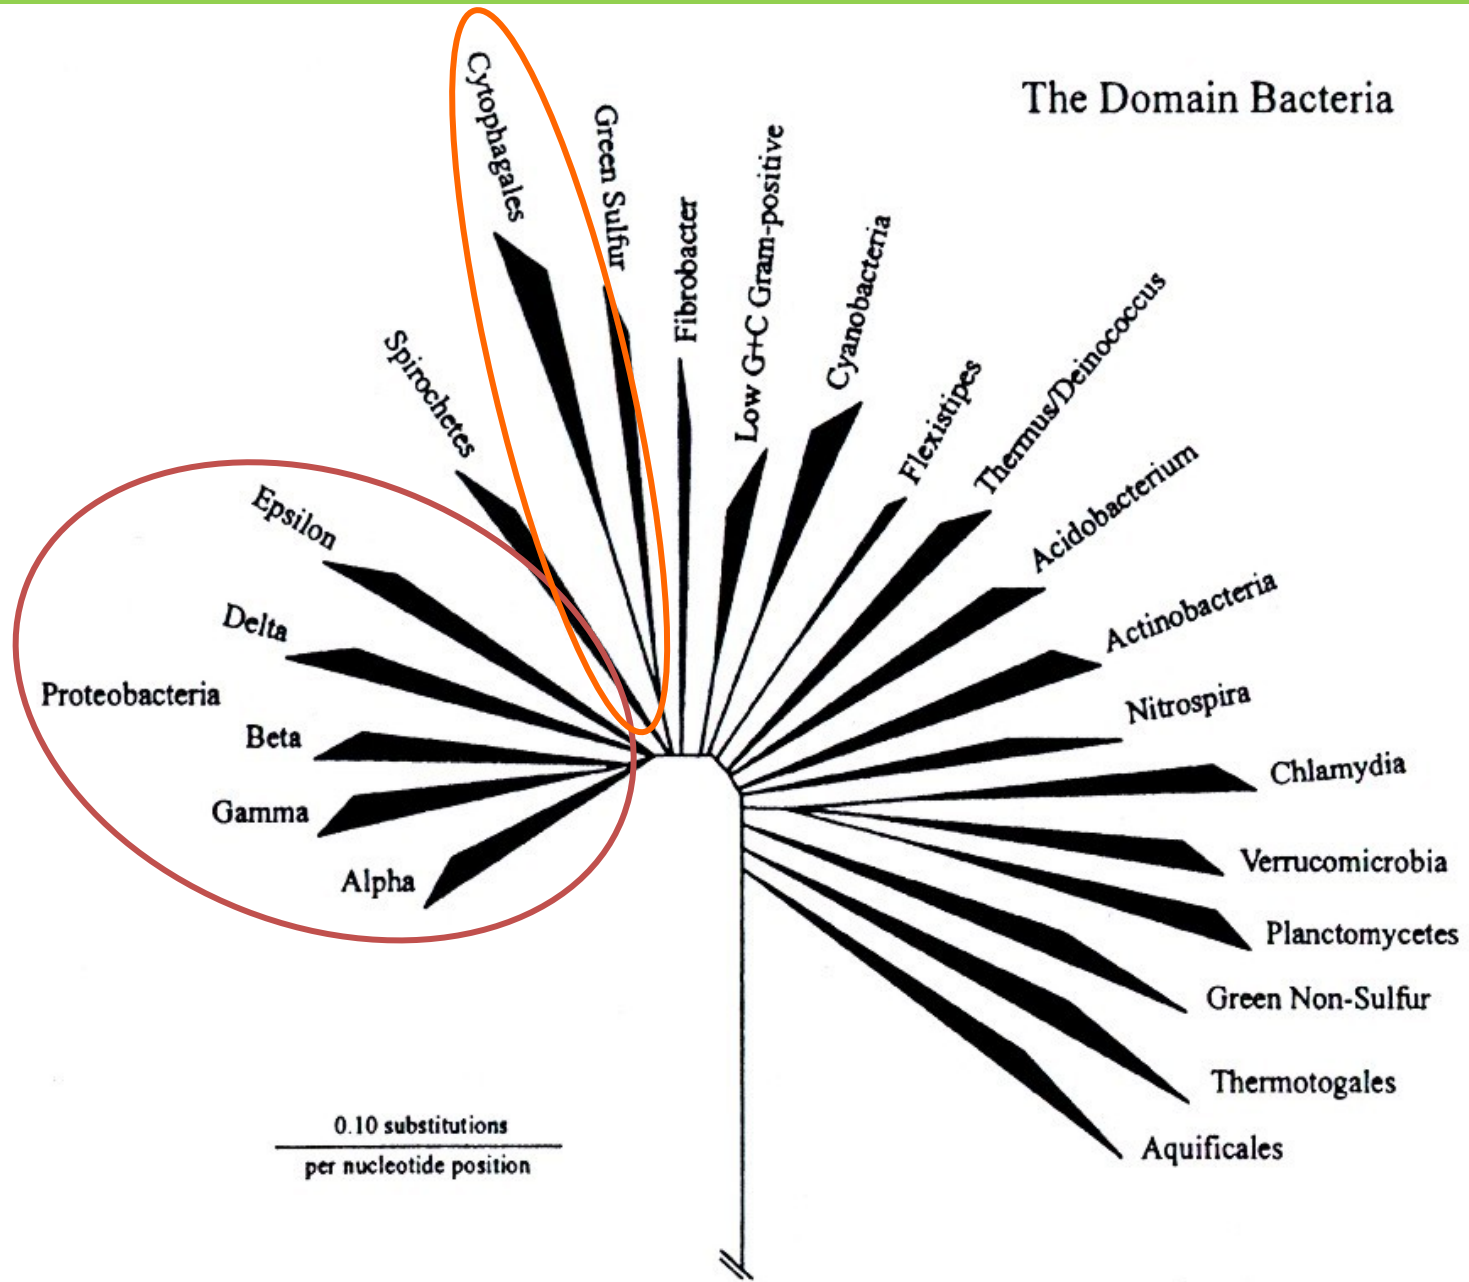 The Domain Bacteria
Cytophagales
Green Sulfur
Fibrobacter
Low G+C Gram-positive
Cyanobacteria
Flexistipes
Thermus/Deinococcus
Acidobacterium
Actinobacteria
Nitrospira
Chlamydia
Verrucomicrobia
Planctomycetes
Green Non-Sulfur
Thermotogales
Aquificales
Spirochetes
Epsilon
Delta
Proteobacteria
Beta
Gamma
Alpha
0.10 substitutions
per nucleotide position